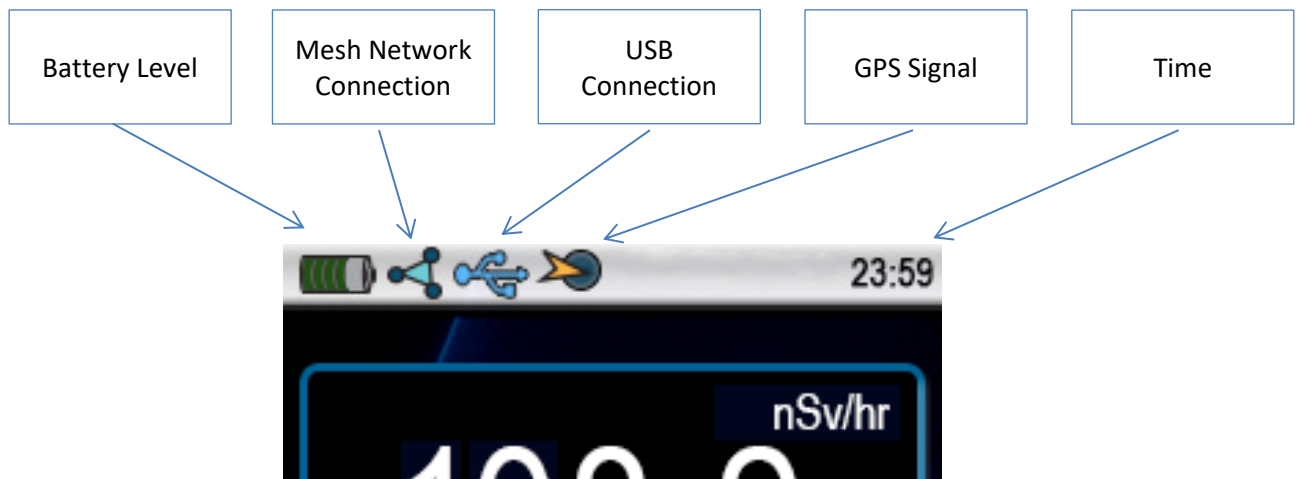 Battery Level
Mesh Network
Connection
USB
Connection
GPS Signal
Time
23:59
nSv/hr